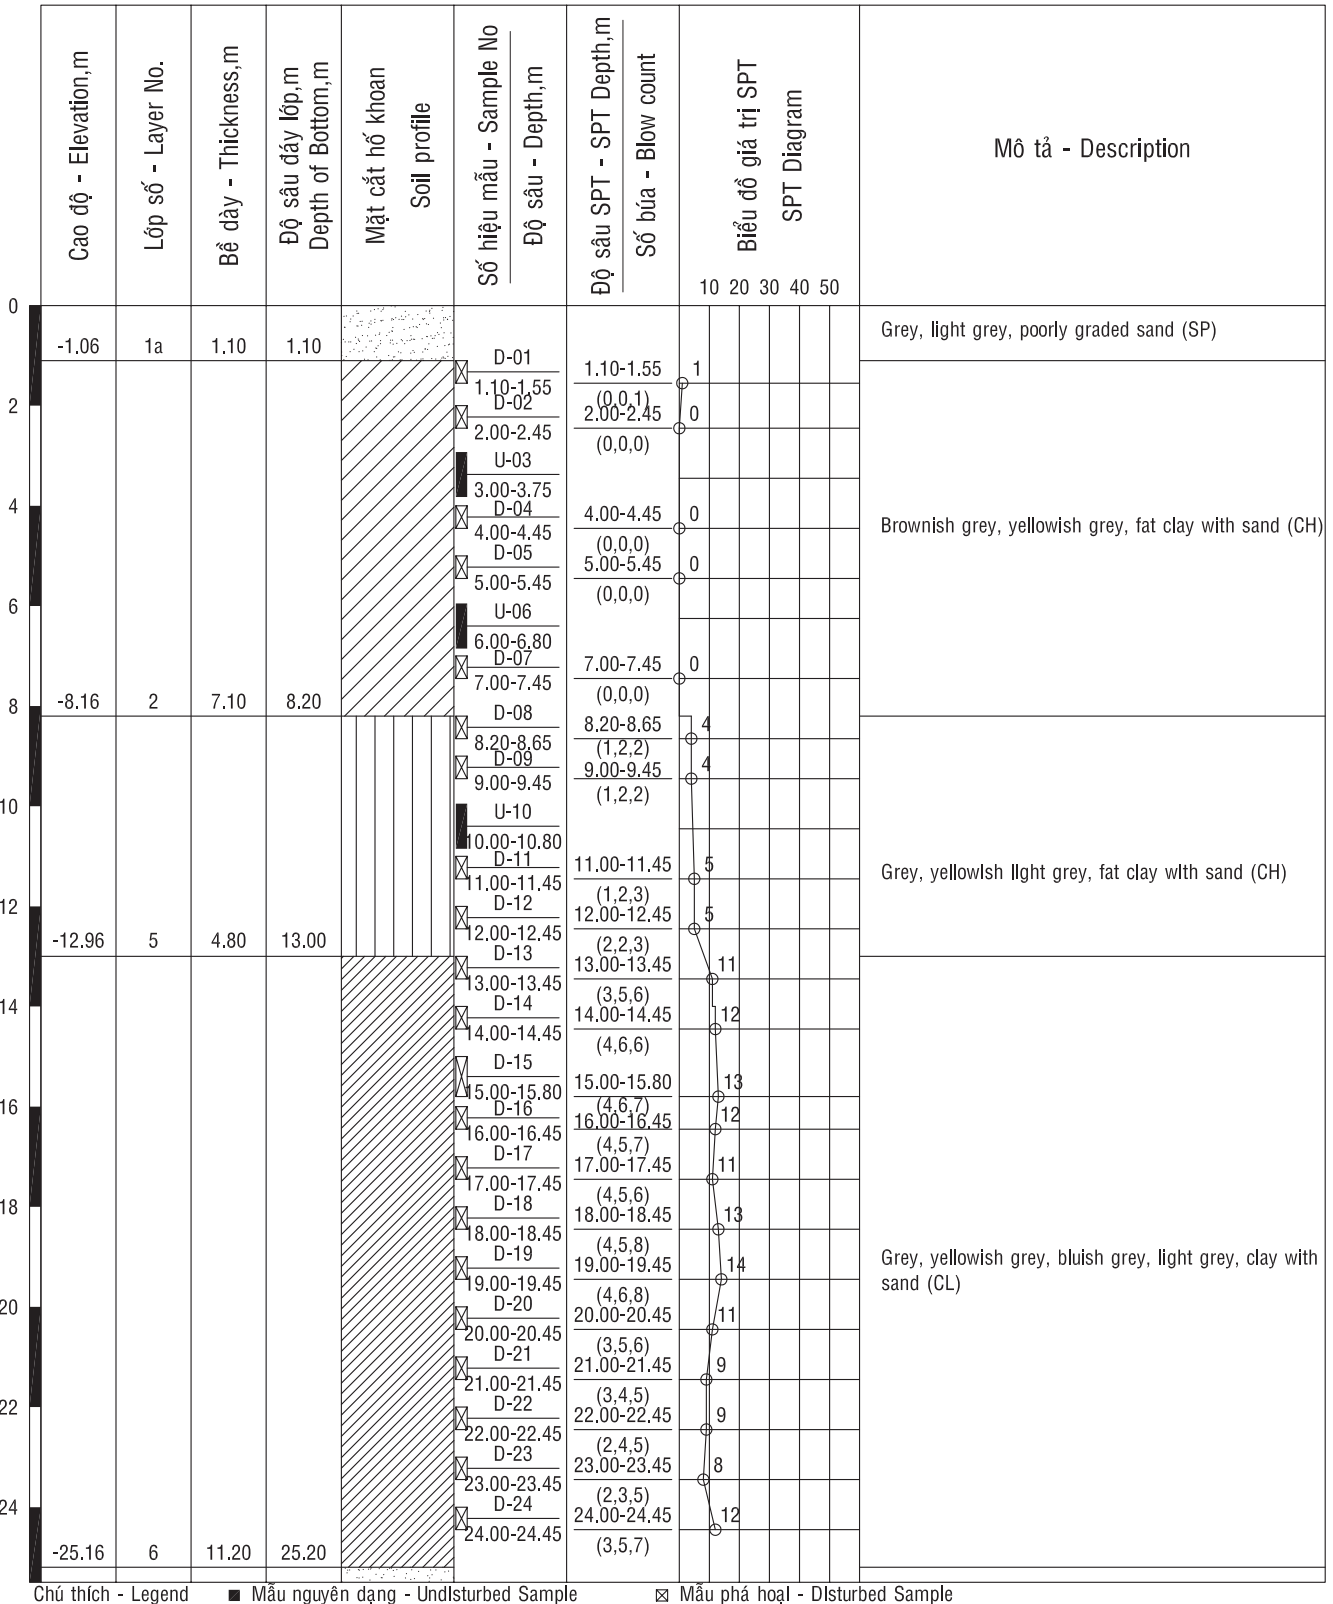 Cao độ - Elevation,m
Lớp số - Layer No.
Bề dày - Thickness,m
Độ sâu đáy lớp,m
Depth of Bottom,m
Mặt cắt hố khoan
Soil profile
Số hiệu mẫu - Sample No
Độ sâu - Depth,m
Độ sâu SPT - SPT Depth,m
Số búa - Blow count
Biểu đồ giá trị SPT
SPT Diagram
10 20 30 40 50
Mô tả - Description
0
Grey, light grey, poorly graded sand (SP)
-1.06 1a 1.10 1.10
D-01
1.10-1.55
1.10-1.55
(0,0,1)
1
2
D-02
2.00-2.45
2.00-2.45
(0,0,0)
0
U-03
3.00-3.75
4
D-04
4.00-4.45
4.00-4.45
(0,0,0)
0
Brownish grey, yellowish grey, fat clay with sand (CH)
D-05
5.00-5.45
5.00-5.45
(0,0,0)
0
6
U-06
6.00-6.80
D-07
7.00-7.45
7.00-7.45
(0,0,0)
0
-8.16 2 7.10 8.20
8
D-08
8.20-8.65
8.20-8.65
(1,2,2)
4
D-09
9.00-9.45
9.00-9.45
(1,2,2)
4
10
U-10
10.00-10.80
D-11
11.00-11.45
11.00-11.45
(1,2,3)
5
Grey, yellowish light grey, fat clay with sand (CH)
12
D-12
12.00-12.45
12.00-12.45
(2,2,3)
5
-12.96 5 4.80 13.00
D-13
13.00-13.45
13.00-13.45
(3,5,6)
11
14
D-14
14.00-14.45
14.00-14.45
(4,6,6)
12
D-15
15.00-15.80
15.00-15.80
(4,6,7)
13
16
D-16
16.00-16.45
16.00-16.45
(4,5,7)
12
D-17
17.00-17.45
17.00-17.45
(4,5,6)
11
18
D-18
18.00-18.45
18.00-18.45
(4,5,8)
13
D-19
19.00-19.45
19.00-19.45
(4,6,8)
14
Grey, yellowish grey, bluish grey, light grey, clay with
sand (CL)
20
D-20
20.00-20.45
20.00-20.45
(3,5,6)
11
D-21
21.00-21.45
21.00-21.45
(3,4,5)
9
22
D-22
22.00-22.45
22.00-22.45
(2,4,5)
9
D-23
23.00-23.45
23.00-23.45
(2,3,5)
8
24
D-24
24.00-24.45
24.00-24.45
(3,5,7)
12
-25.16 6 11.20 25.20
Chú thích - Legend Mẫu nguyên dạng - Undisturbed Sample Mẫu phá hoại - Disturbed Sample